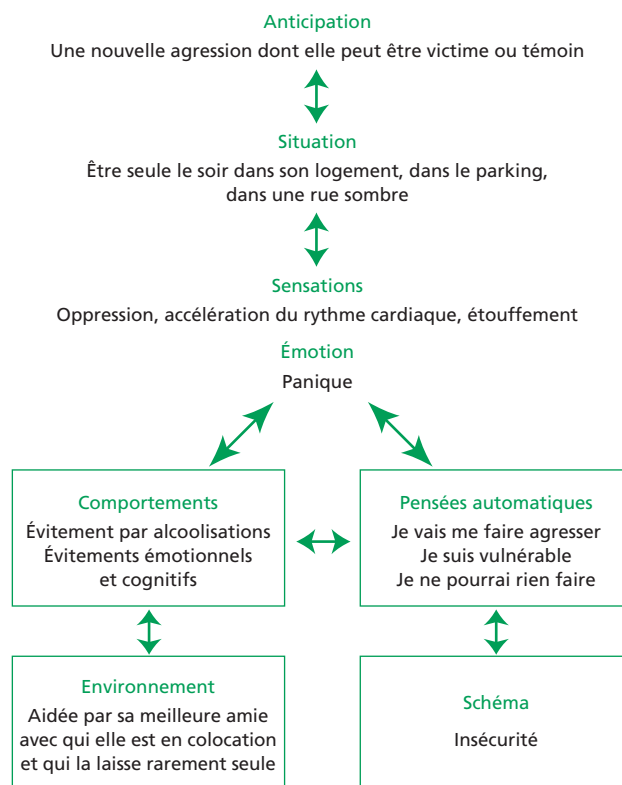 Anticipation
Une nouvelle agression dont elle peut être victime ou témoin
Situation
Être seule le soir dans son logement, dans le parking,
dans une rue sombre
Sensations
Oppression, accélération du rythme cardiaque, étouffement
Émotion
Panique
Comportements
Évitement par alcoolisations
Évitements émotionnels
et cognitifs
Pensées automatiques
Je vais me faire agresser
Je suis vulnérable
Je ne pourrai rien faire
Environnement
Aidée par sa meilleure amie
avec qui elle est en colocation
et qui la laisse rarement seule
Schéma
Insécurité